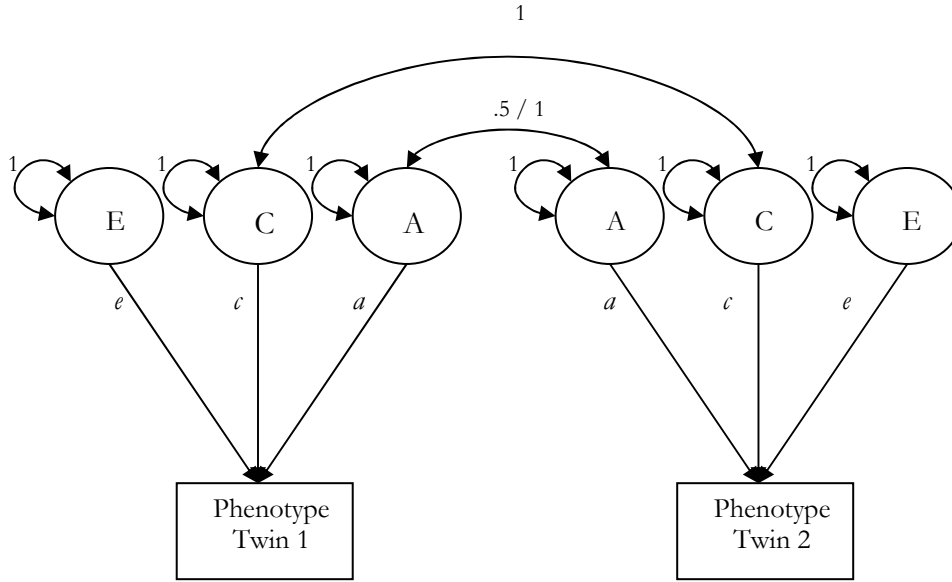 1
.5 / 1
1 1 1 1 1 1
E C A A C E
e c a a c e
Phenotype
Twin 1
Phenotype
Twin 2